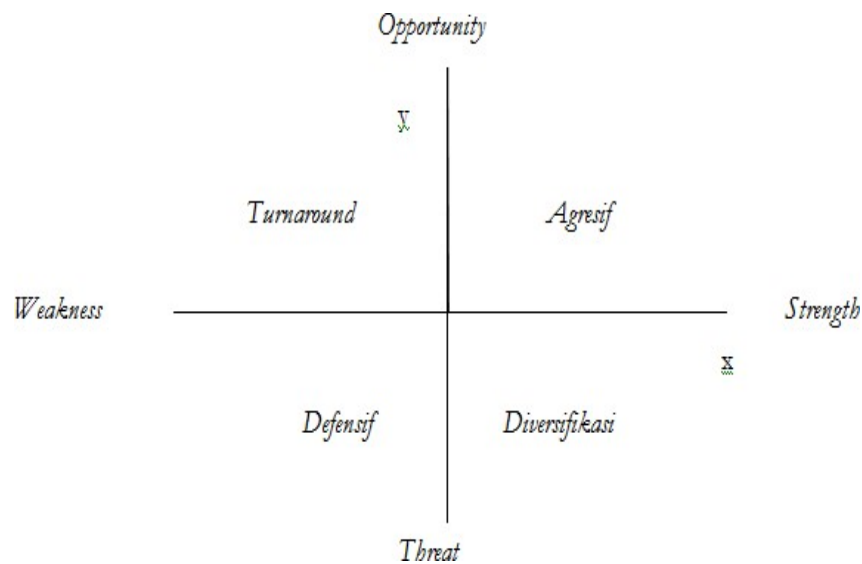 Opportunity
y
Turnaround Agresif
Weakness Strength
x
Defensif Diversifikasi
Threat